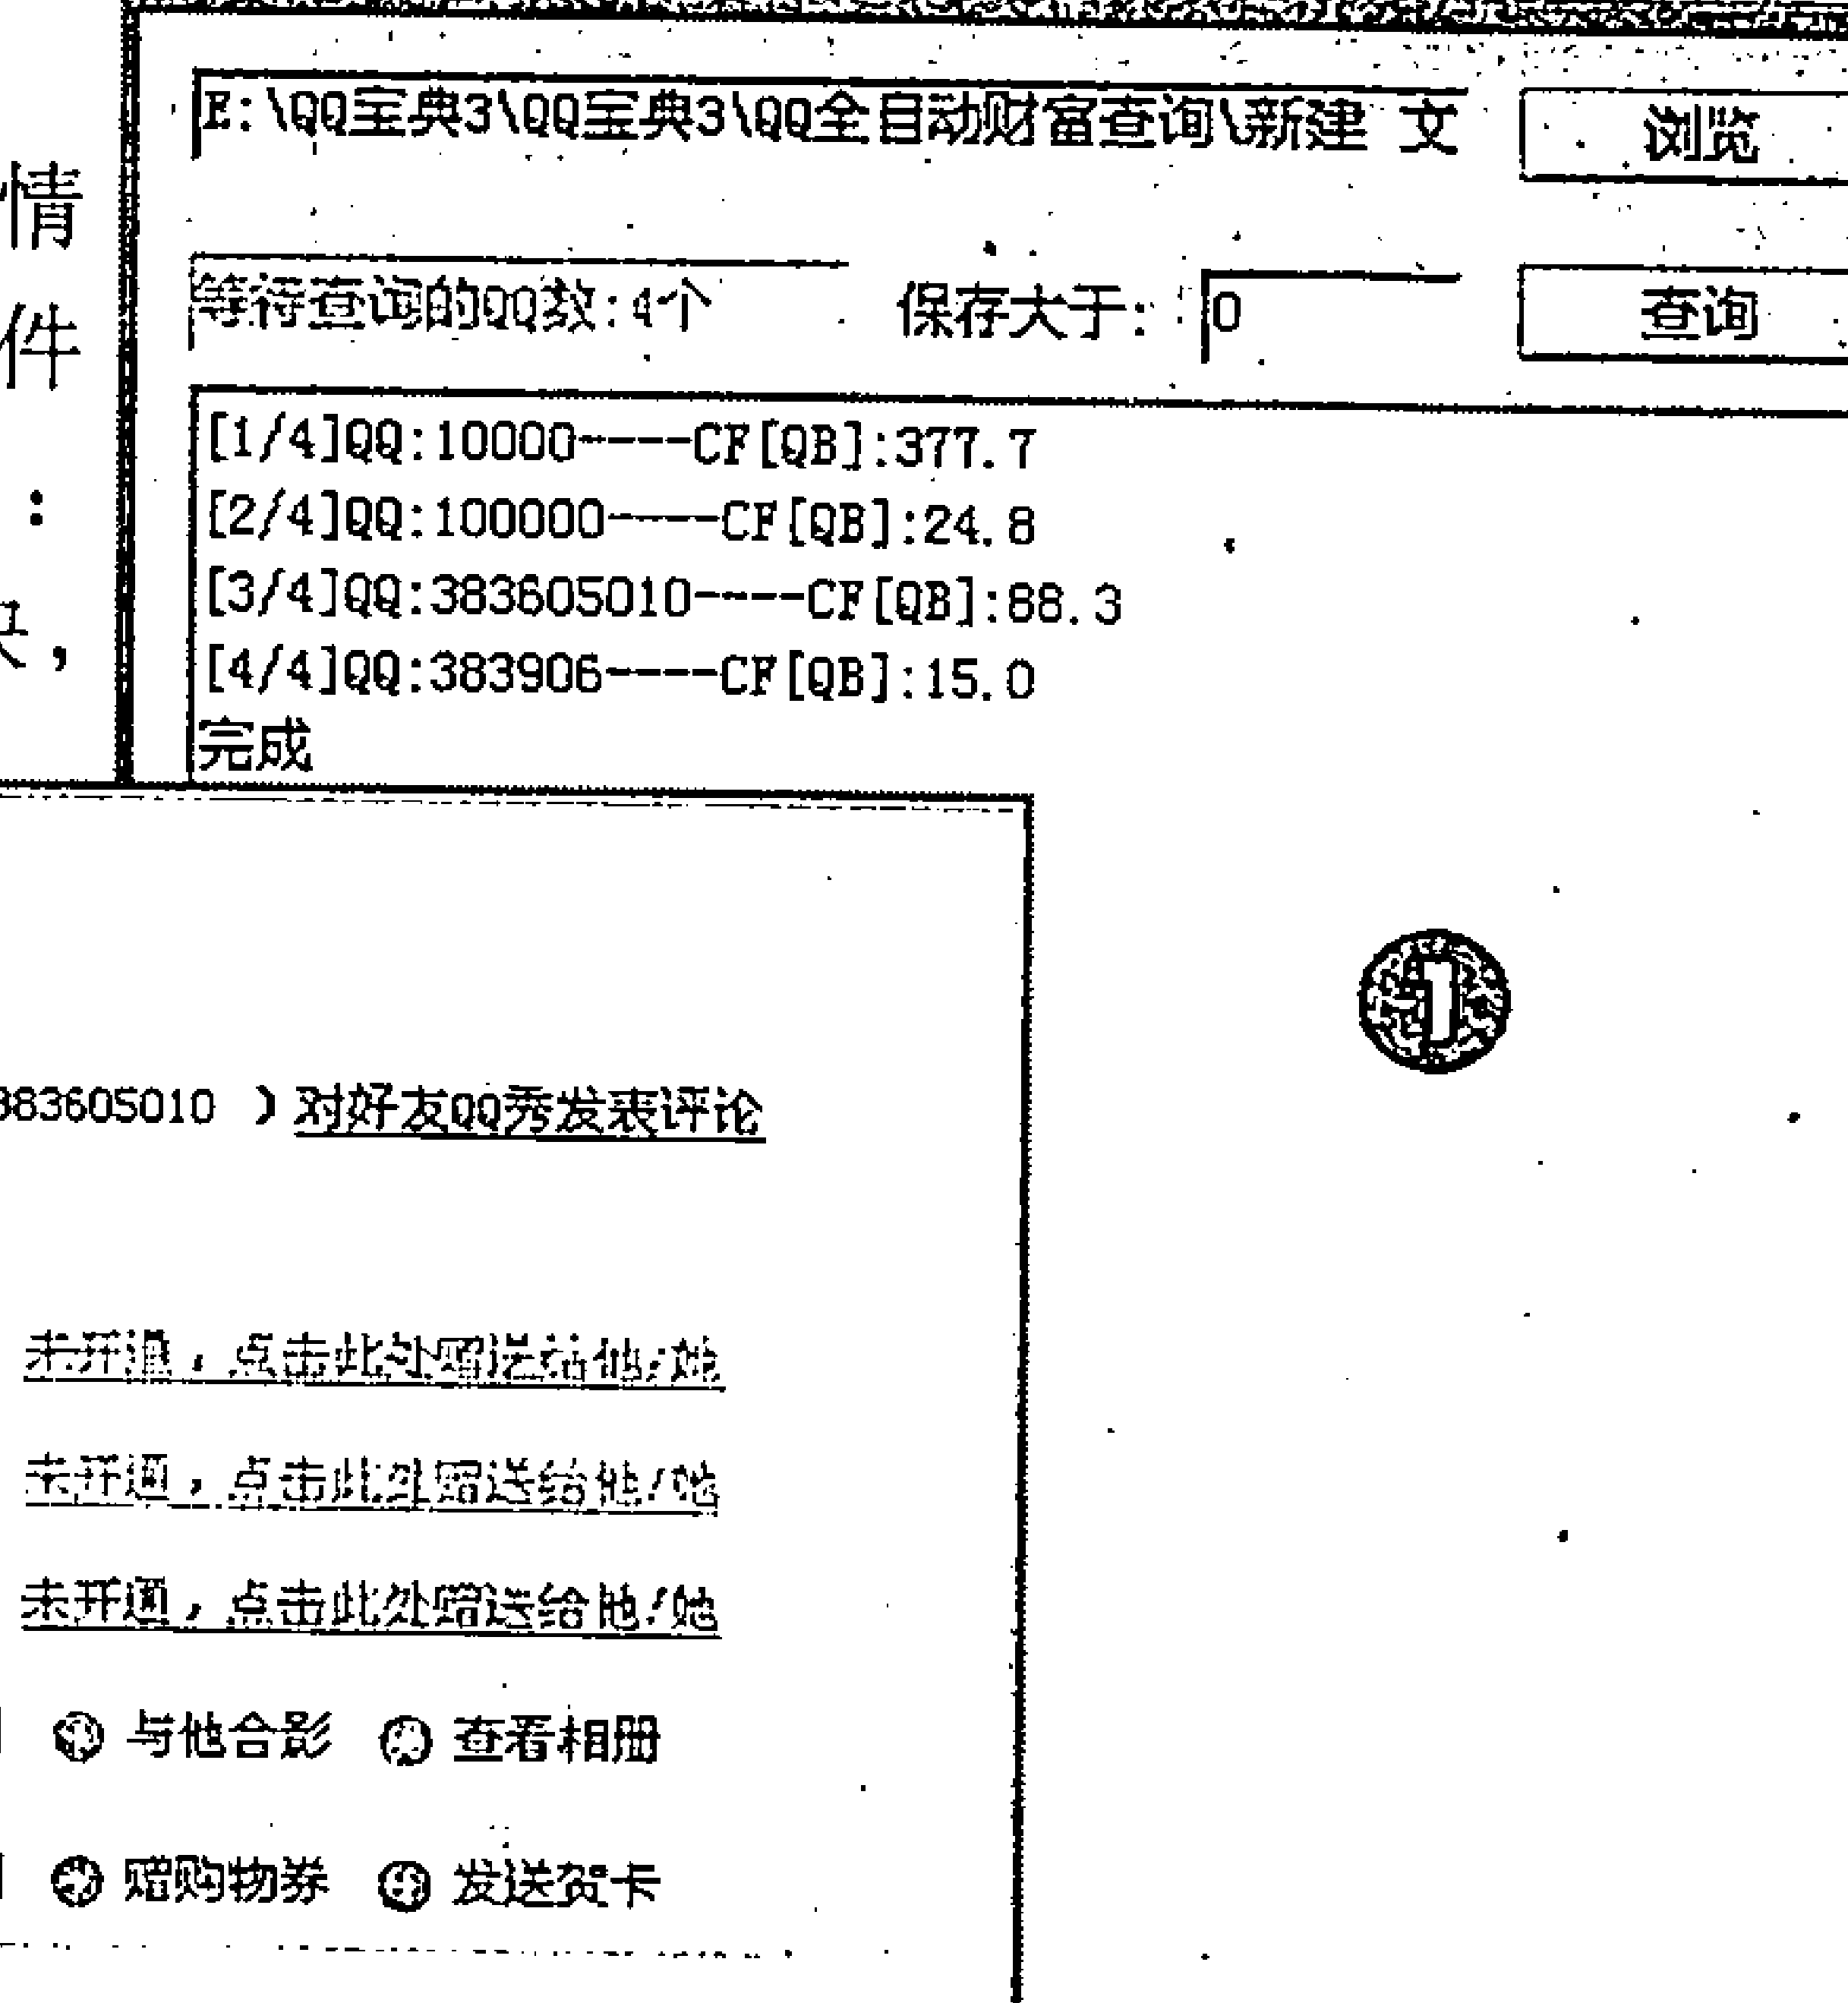 E:\QQ宝典3\QQ宝典3\QQ全自动财富查询\新建 文
浏览
情
等待查询的QQ数:4个
保存大于:
0
查询
件
[1/4]QQ:10000----CF[QB]:377.7
[2/4]QQ:100000----CF[QB]:24.8
:
[3/4]QQ:383605010----CF[QB]:88.3
,
[4/4]QQ:383906----CF[QB]:15.0
完成
1
383605010 )对好友QQ秀发表评论
未开通，点击此处赠送给他/她
未开通，点击此处赠送给他/她
未开通，点击此处赠送给他/她
与他合影 查看相册
赠购物券 发送贺卡